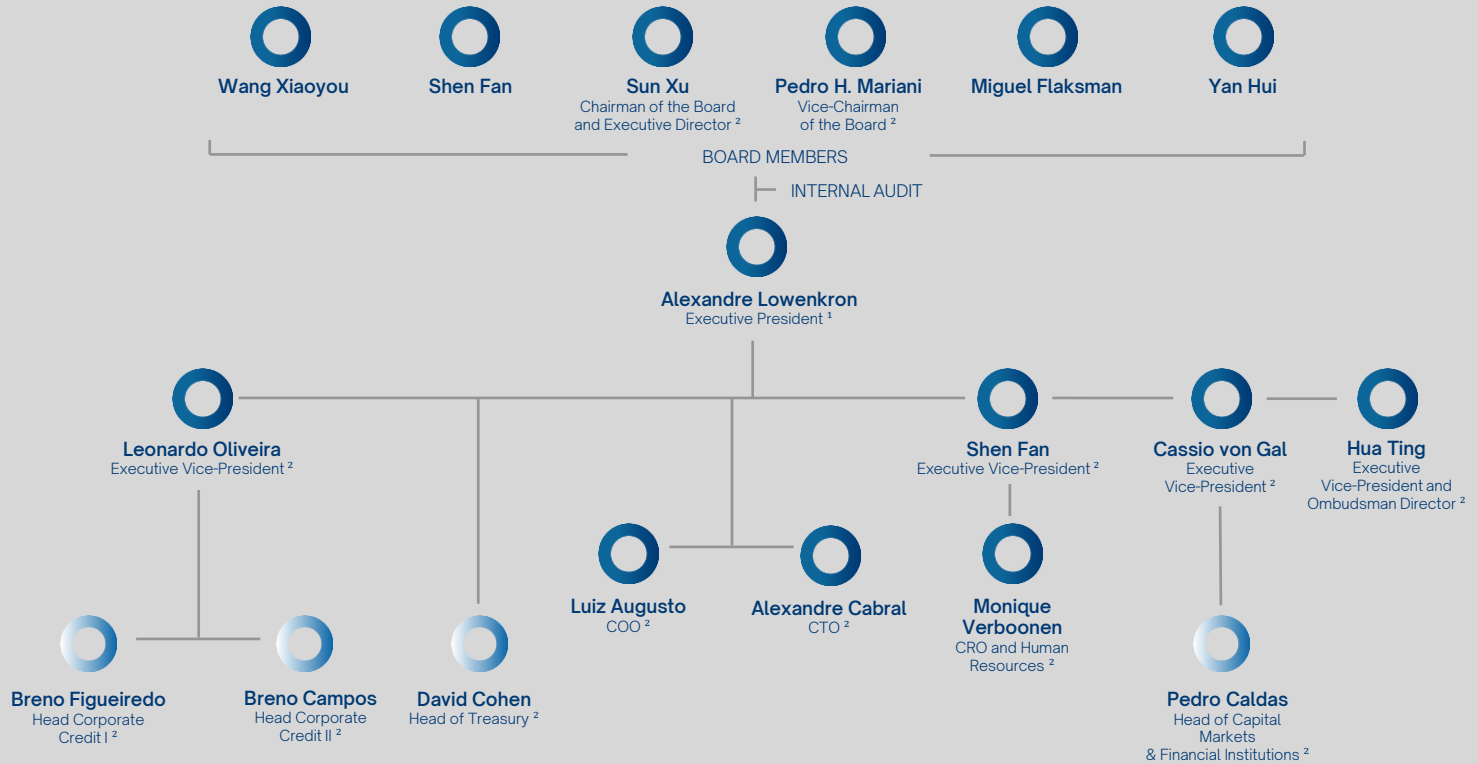 Wang Xiaoyou
Shen Fan
Sun Xu
Chairman of the Board
and Executive Director ²
Pedro H. Mariani
Vice-Chairman
of the Board ²
Miguel Flaksman
Yan Hui
BOARD MEMBERS
INTERNAL AUDIT
Alexandre Lowenkron
Executive President ¹
Leonardo Oliveira
Executive Vice-President ²
Shen Fan
Executive Vice-President ²
Cassio von Gal
Executive
Vice-President ²
Hua Ting
Executive
Vice-President and
Ombudsman Director ²
Luiz Augusto
COO ²
Alexandre Cabral
CTO ²
Monique
Verboonen
CRO and Human
Resources ²
Breno Figueiredo
Head Corporate
Credit I ²
Breno Campos
Head Corporate
Credit II ²
David Cohen
Head of Treasury ²
Pedro Caldas
Head of Capital
Markets
& Financial Institutions ²